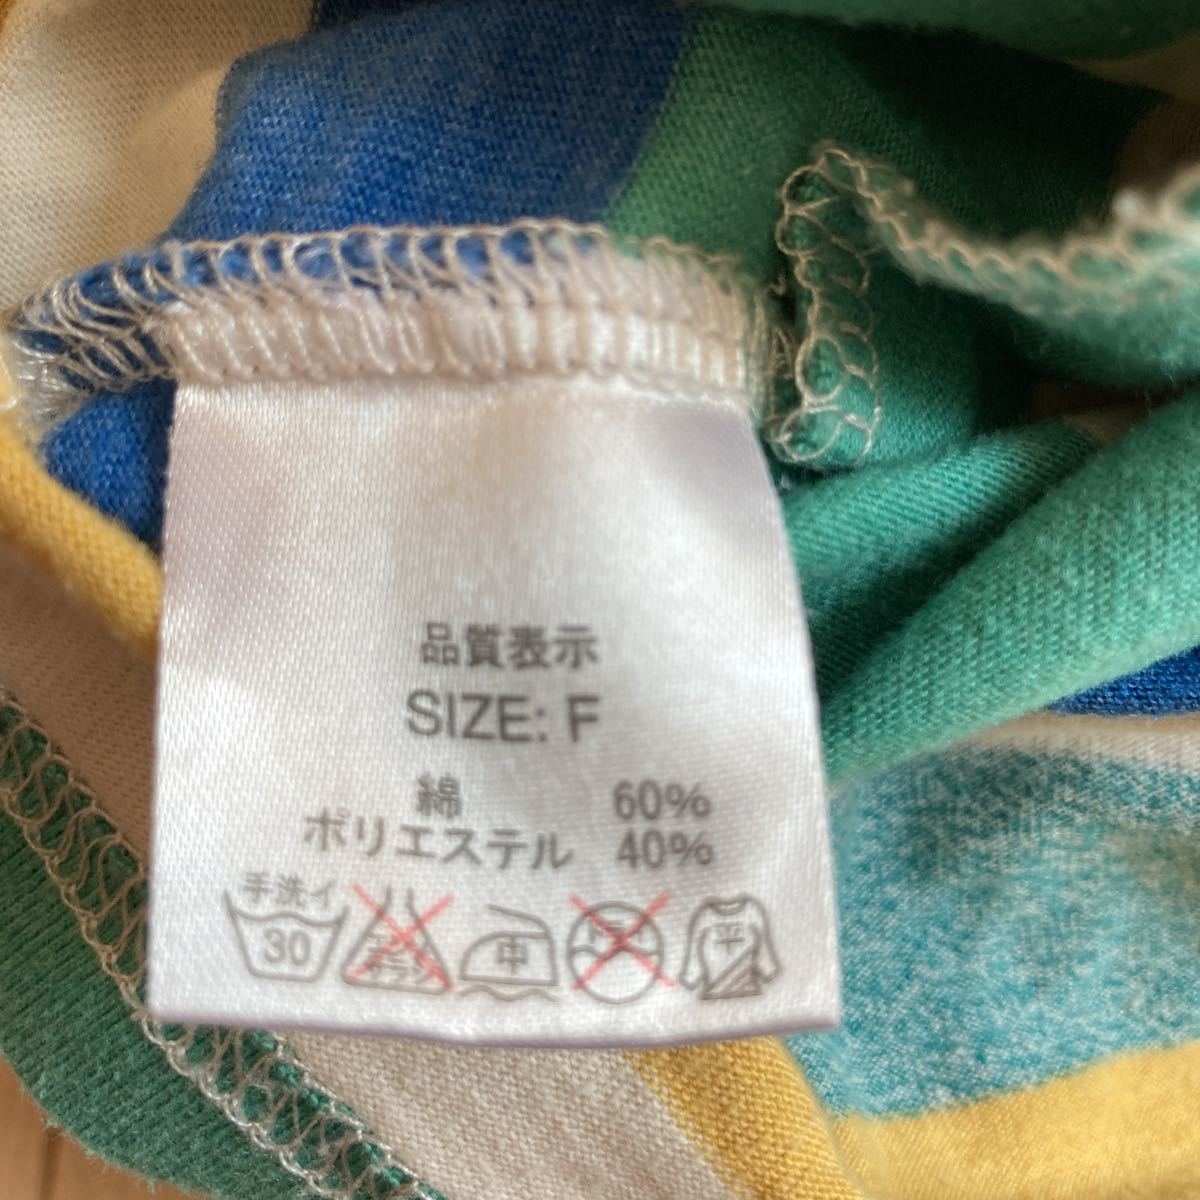 品質表示
SIZE: F
綿 60%
ポリエステル 40%
手洗イ
30
中
平